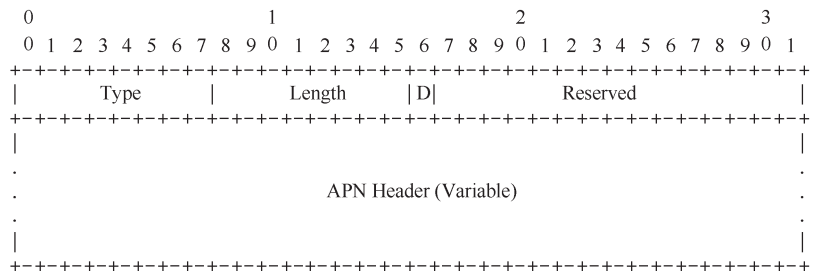 0 1 2 3
0 1 2 3 4 5 6 7 8 9 0 1 2 3 4 5 6 7 8 9 0 1 2 3 4 5 6 7 8 9 0 1
+-+-+-+-+-+-+-+-+-+-+-+-+-+-+-+-+-+-+-+-+-+-+-+-+-+-+-+-+-+-+-+-+
| Type | Length |D| Reserved |
+-+-+-+-+-+-+-+-+-+-+-+-+-+-+-+-+-+-+-+-+-+-+-+-+-+-+-+-+-+-+-+-+
| |
. .
. APN Header (Variable) .
. .
| |
+-+-+-+-+-+-+-+-+-+-+-+-+-+-+-+-+-+-+-+-+-+-+-+-+-+-+-+-+-+-+-+-+